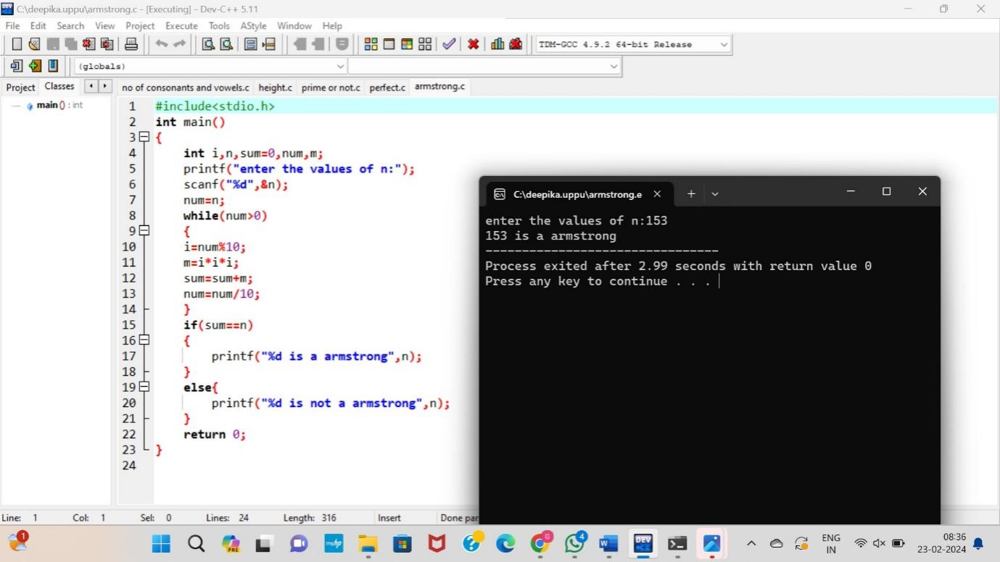 C:\deepika.uppu\armstrong.c - [Executing] - Dev-C++ 5.11
File Edit Search View Project Execute Tools AStyle Window Help
TDM-GCC 4.9.2 64-bit Release
(globals)
Project Classes no of consonants and vowels.c height.c prime or not.c perfect.c armstrong.c
main () : int
1 #include<stdio.h>
2 int main()
3 {
4 int i,n,sum=0,num,m;
5 printf("enter the values of n:");
6 scanf("%d",&n);
7 num=n;
8 while(num>0)
9 {
10 i=num%10;
11 m=i*i*i;
12 sum=sum+m;
13 num=num/10;
14 }
15 if(sum==n)
16 {
17 printf("%d is a armstrong",n);
18 }
19 else{
20 printf("%d is not a armstrong",n);
21 }
22 return 0;
23 }
24
C:\deepika.uppu\armstrong.e
enter the values of n:153
153 is a armstrong
--------------------------------
Process exited after 2.99 seconds with return value 0
Press any key to continue . . .
Line: 1 Col: 1 Sel: 0 Lines: 24 Length: 316 Insert Done par
1 PRE myhp G 4 W DEV
ENG
IN
08:36
23-02-2024